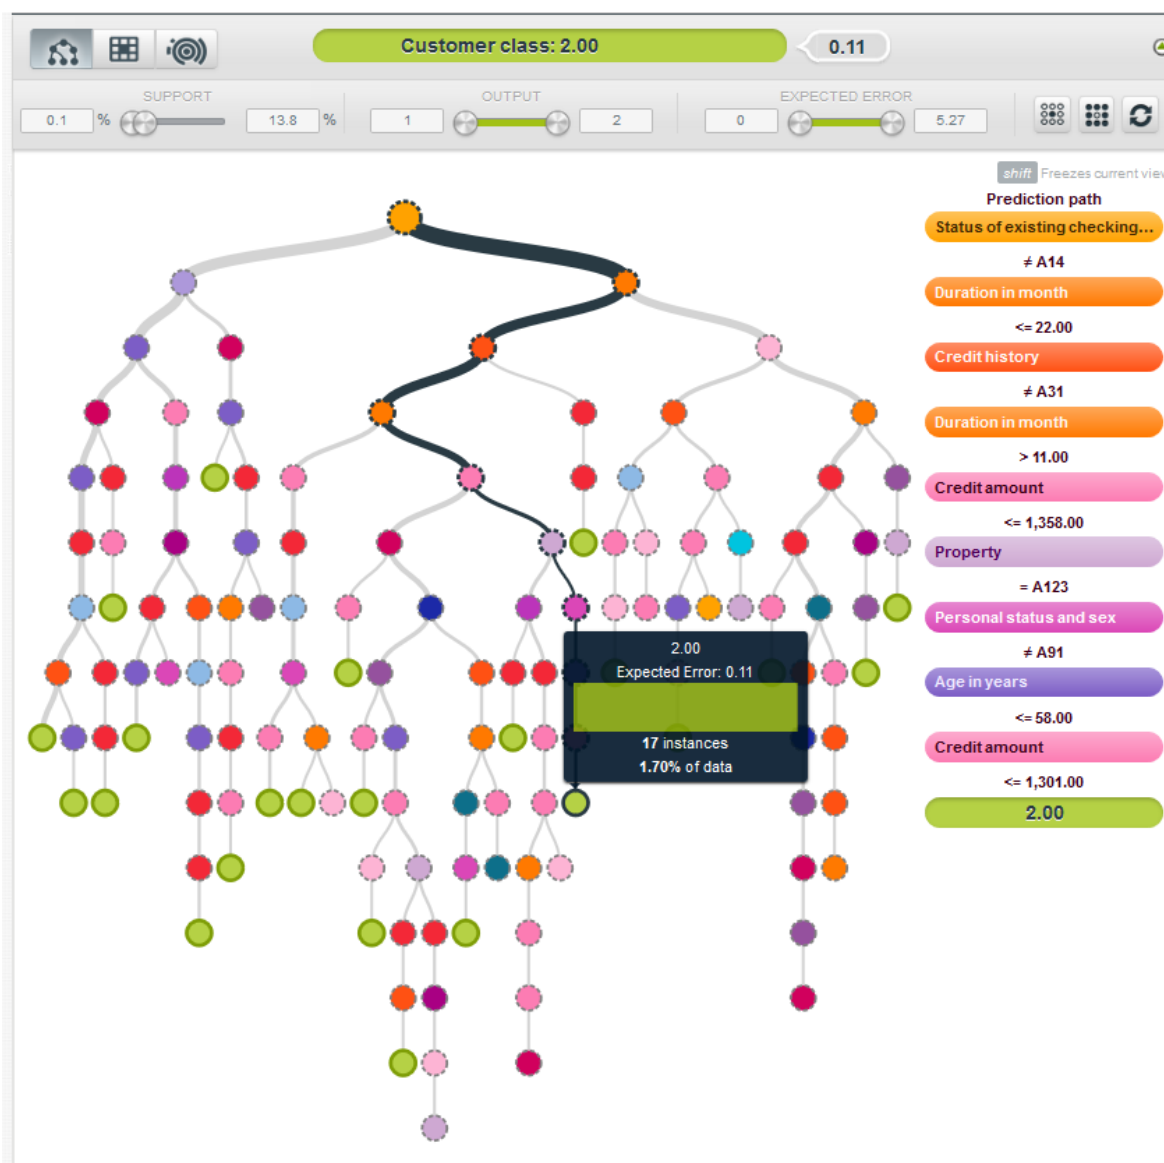 Customer class: 2.00
0.11
SUPPORT
OUTPUT
EXPECTED ERROR
0.1 %
13.8 %
1
2
0
5.27
shift Freezes current view
Prediction path
Status of existing checking...
≠ A14
Duration in month
<= 22.00
Credit history
≠ A31
Duration in month
> 11.00
Credit amount
<= 1,358.00
Property
= A123
Personal status and sex
≠ A91
Age in years
<= 58.00
Credit amount
<= 1,301.00
2.00
2.00
Expected Error: 0.11
17 instances
1.70% of data